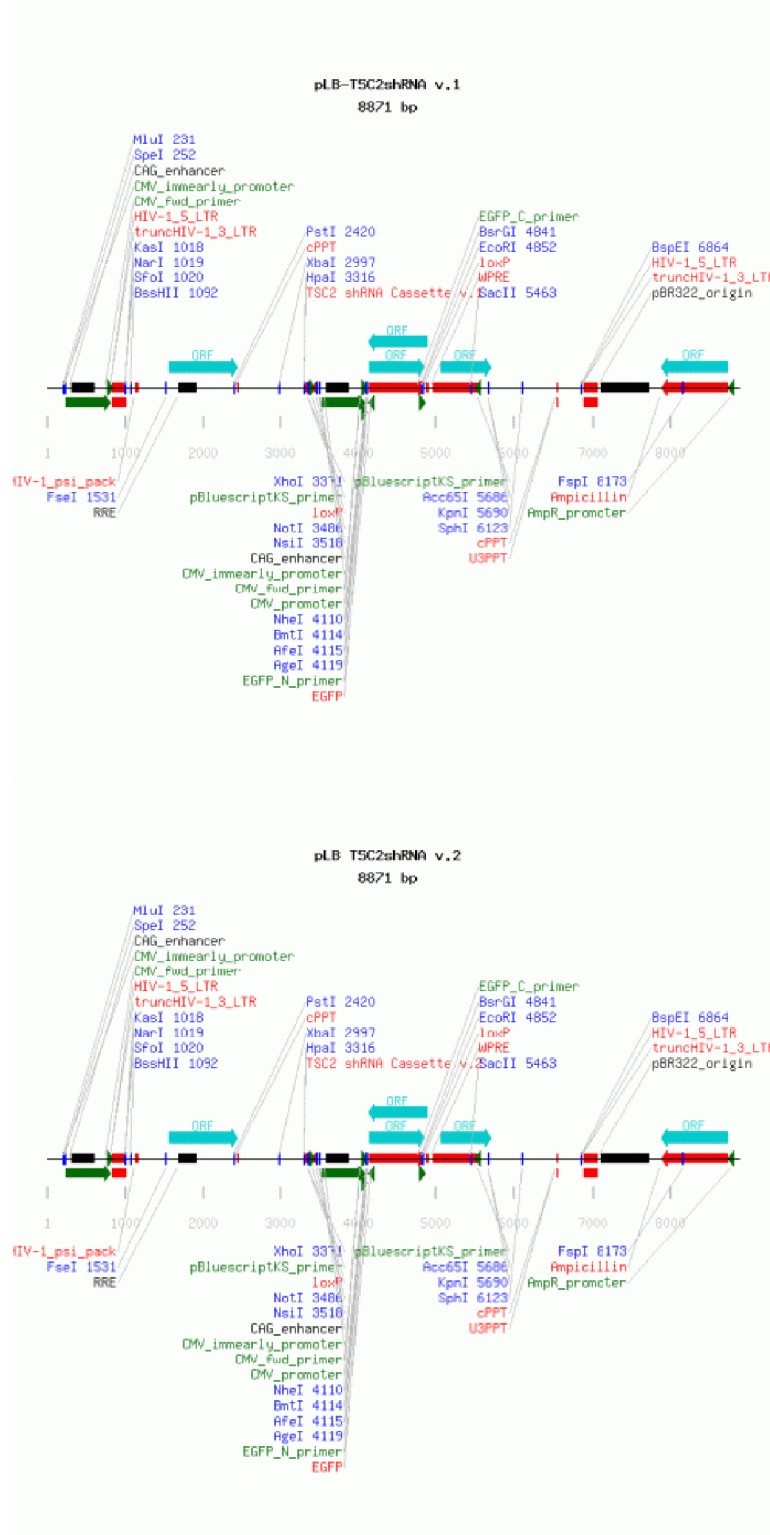 pLB-TSC2shRNA v.1
8871 bp
MluI 231
SpeI 252
CAG_enhancer
CMV_immearly_promoter
CMV_fwd_primer
HIV-1_5_LTR
truncHIV-1_3_LTR
KasI 1018
NarI 1019
SfoI 1020
BssHII 1092
PstI 2420
cPPT
XbaI 2997
HpaI 3316
TSC2 shRNA Cassette v.1
EGFP_C_primer
BsrGI 4841
EcoRI 4852
loxP
WPRE
SacII 5463
BspEI 6864
HIV-1_5_LTR
truncHIV-1_3_LT
pBR322_origin
ORF
ORF
ORF
ORF
ORF
1 1000 2000 3000 4000 5000 6000 7000 8000
HIV-1_psi_pack
FseI 1531
RRE
XhoI 3371
pBluescriptKS_primer
loxP
NotI 3486
NsiI 3518
CAG_enhancer
CMV_immearly_promoter
CMV_fwd_primer
CMV_promoter
NheI 4110
BmtI 4114
AfeI 4115
AgeI 4119
EGFP_N_primer
EGFP
pBluescriptKS_primer
Acc65I 5686
KpnI 5690
SphI 6123
cPPT
U3PPT
FspI 8173
Ampicillin
AmpR_promoter
pLB TSC2shRNA v.2
8871 bp
MluI 231
SpeI 252
CAG_enhancer
CMV_immearly_promoter
CMV_fwd_primer
HIV-1_5_LTR
truncHIV-1_3_LTR
KasI 1018
NarI 1019
SfoI 1020
BssHII 1092
PstI 2420
cPPT
XbaI 2997
HpaI 3316
TSC2 shRNA Cassette v.2
EGFP_C_primer
BsrGI 4841
EcoRI 4852
loxP
WPRE
SacII 5463
BspEI 6864
HIV-1_5_LTR
truncHIV-1_3_LT
pBR322_origin
ORF
ORF
ORF
ORF
ORF
1 1000 2000 3000 4000 5000 6000 7000 8000
HIV-1_psi_pack
FseI 1531
RRE
XhoI 3371
pBluescriptKS_primer
loxP
NotI 3486
NsiI 3518
CAG_enhancer
CMV_immearly_promoter
CMV_fwd_primer
CMV_promoter
NheI 4110
BmtI 4114
AfeI 4115
AgeI 4119
EGFP_N_primer
EGFP
pBluescriptKS_primer
Acc65I 5686
KpnI 5690
SphI 6123
cPPT
U3PPT
FspI 8173
Ampicillin
AmpR_promoter